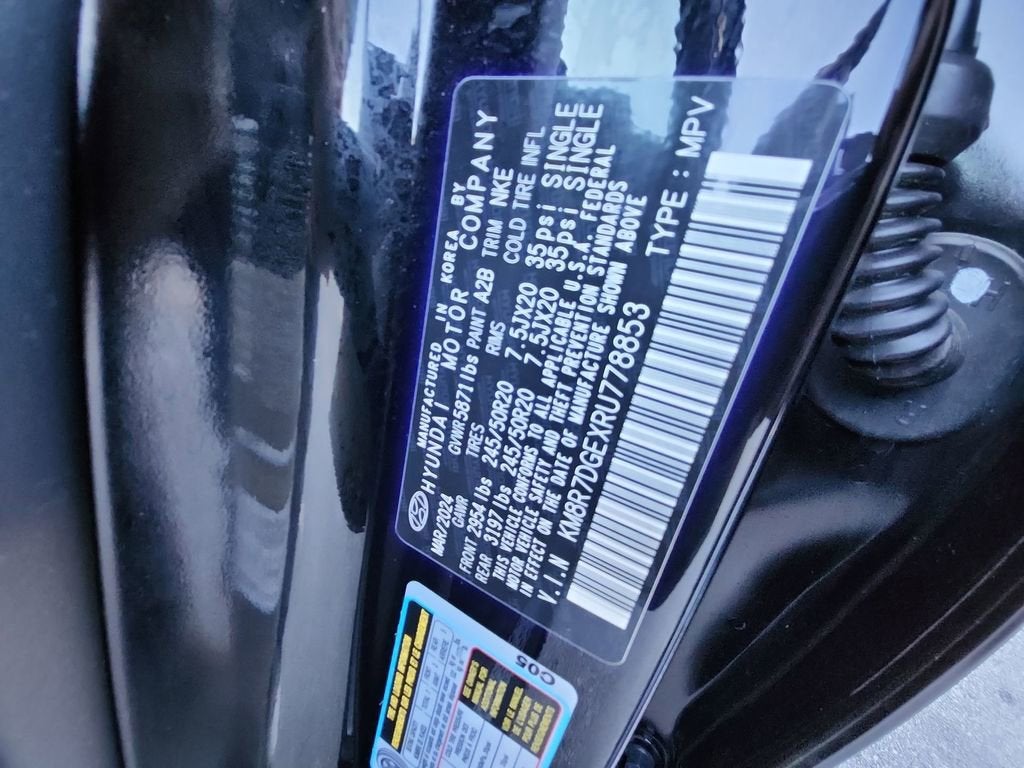 MANUFACTURED IN KOREA BY
HYUNDAI MOTOR COMPANY
MAR/2024 GVWR 5871 lbs PAINT A2B TRIM NKE
GAWR TIRES RIMS COLD TIRE INFL
FRONT 2954 lbs 245/50R20 7.5JX20 35psi SINGLE
REAR 3197 lbs 245/50R20 7.5JX20 35psi SINGLE
THIS VEHICLE CONFORMS TO ALL APPLICABLE U.S.A. FEDERAL
MOTOR VEHICLE SAFETY AND THEFT PREVENTION STANDARDS
IN EFFECT ON THE DATE OF MANUFACTURE SHOWN ABOVE
V.I.N KM8R7DGEXRU778853 TYPE : MPV
C05